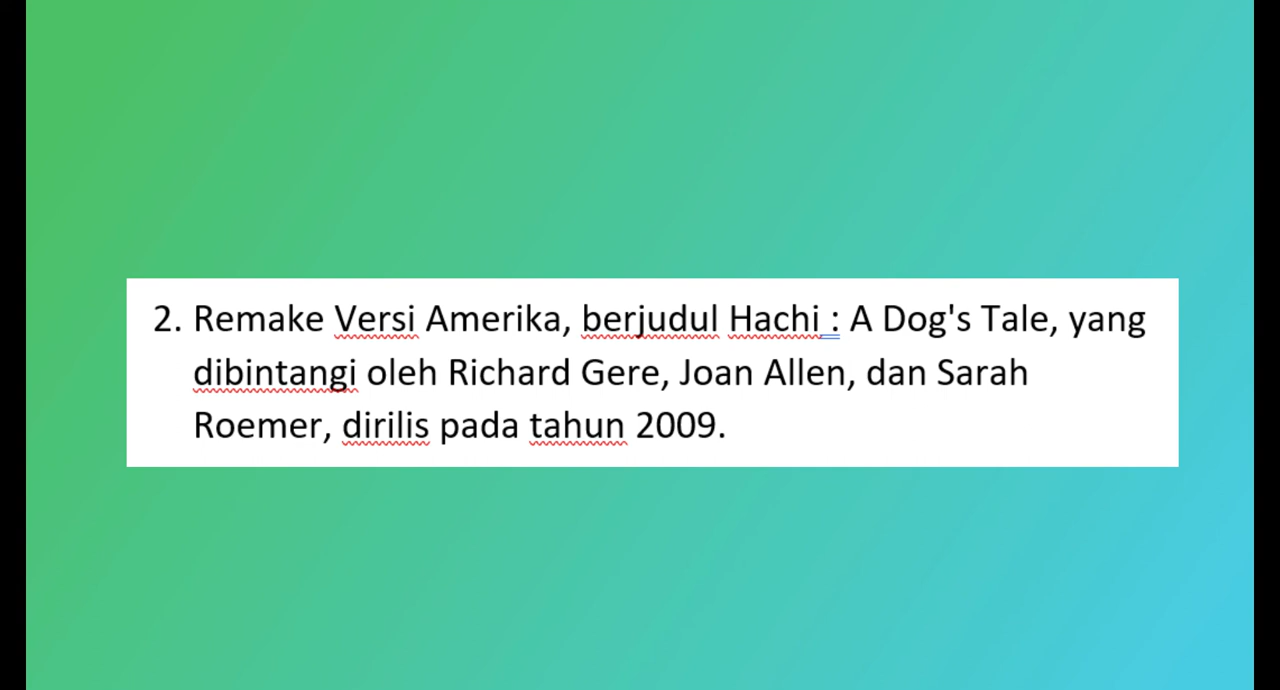 2. Remake Versi Amerika, berjudul Hachi : A Dog's Tale, yang
dibintangi oleh Richard Gere, Joan Allen, dan Sarah
Roemer, dirilis pada tahun 2009.